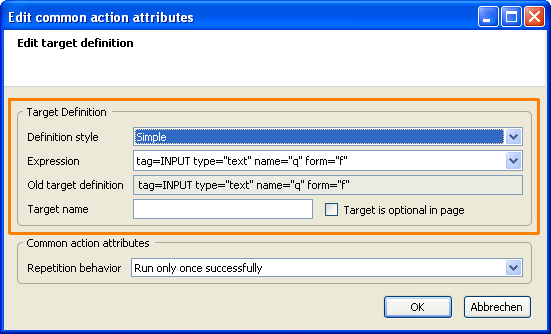 Edit common action attributes
Edit target definition
Target Definition
Definition style Simple
Expression tag=INPUT type="text" name="q" form="f"
Old target definition tag=INPUT type="text" name="q" form="f"
Target name Target is optional in page
Common action attributes
Repetition behavior Run only once successfully
OK Abbrechen